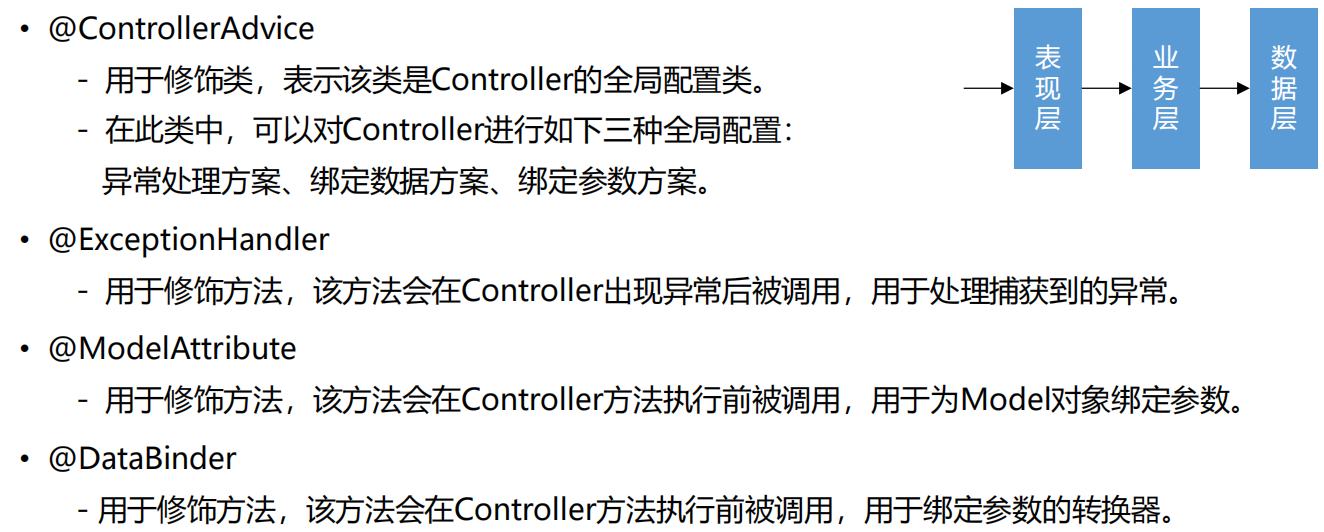 • @ControllerAdvice
- 用于修饰类，表示该类是Controller的全局配置类。
- 在此类中，可以对Controller进行如下三种全局配置：
异常处理方案、绑定数据方案、绑定参数方案。
• @ExceptionHandler
- 用于修饰方法，该方法会在Controller出现异常后被调用，用于处理捕获到的异常。
• @ModelAttribute
- 用于修饰方法，该方法会在Controller方法执行前被调用，用于为Model对象绑定参数。
• @DataBinder
- 用于修饰方法，该方法会在Controller方法执行前被调用，用于绑定参数的转换器。
表现层
业务层
数据层